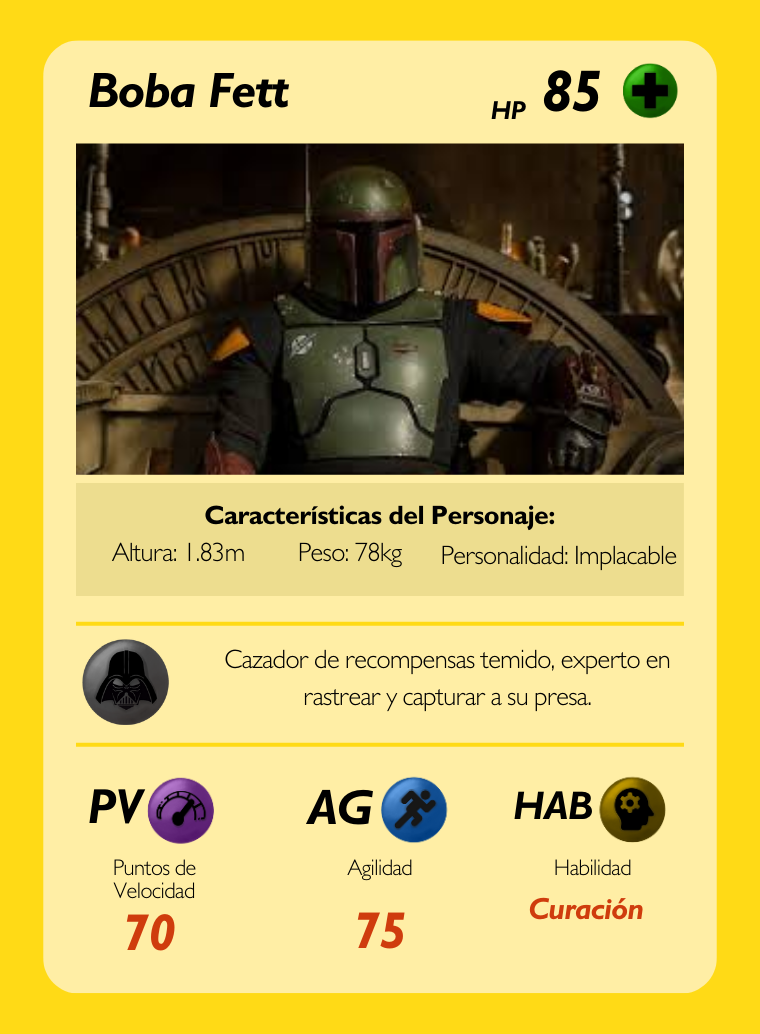 Boba Fett
HP 85
Características del Personaje:
Altura: 1.83m Peso: 78kg Personalidad: Implacable
Cazador de recompensas temido, experto en
rastrear y capturar a su presa.
PV AG HAB
Puntos de
Velocidad
70
Agilidad
75
Habilidad
Curación